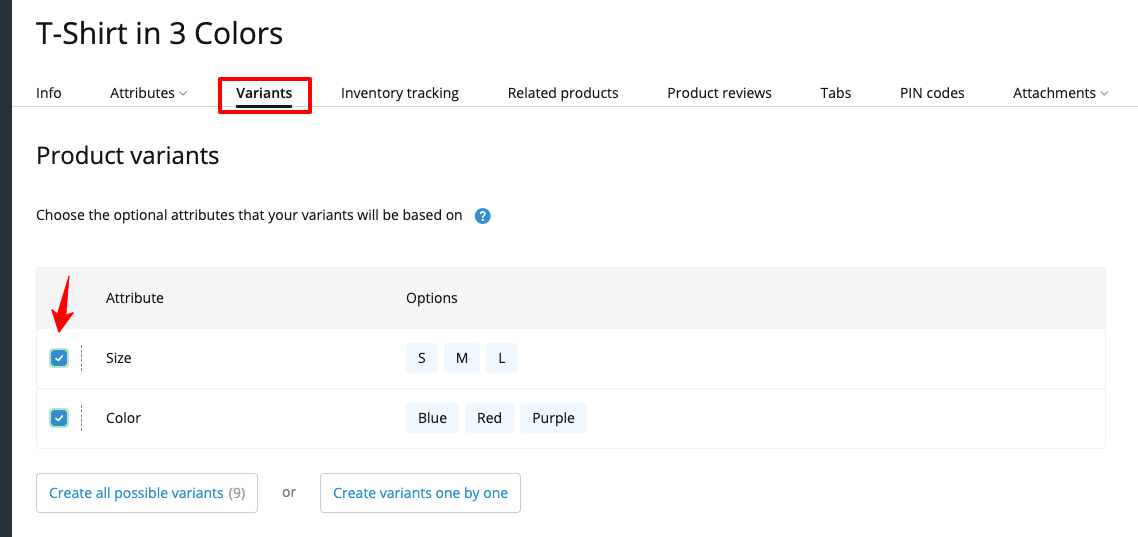 T-Shirt in 3 Colors
Info Attributes Variants Inventory tracking Related products Product reviews Tabs PIN codes Attachments
Product variants
Choose the optional attributes that your variants will be based on ?
Attribute Options
Size S M L
Color Blue Red Purple
Create all possible variants (9) or Create variants one by one